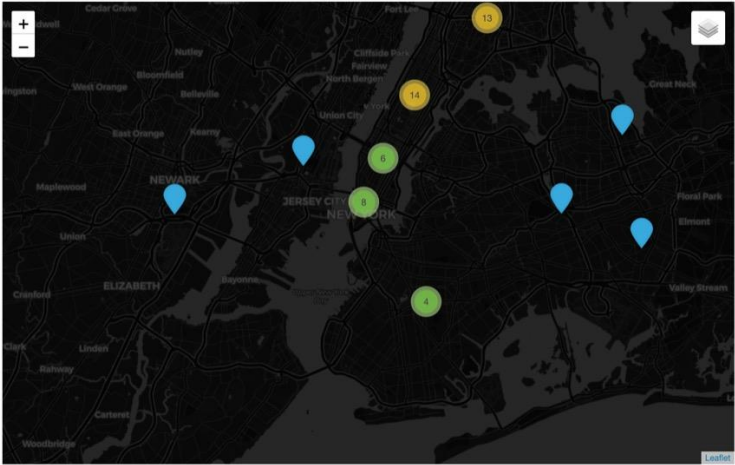 Cedar Grove
Fort Lee
+
13
Nutley
Cliffside Park
Fairview
Bloomfield
North Bergen
West Orange
Great Neck
Belleville
14
Union City
East Orange
Kearny
6
NEWARK
Maplewood
Floral Park
JERSEY CITY
8
NEW YORK
Elmont
Union
Bayonne
ELIZABETH
Valley Stream
Cranford
4
Clark
Linden
Rahway
Carteret
Woodbridge
Leaflet